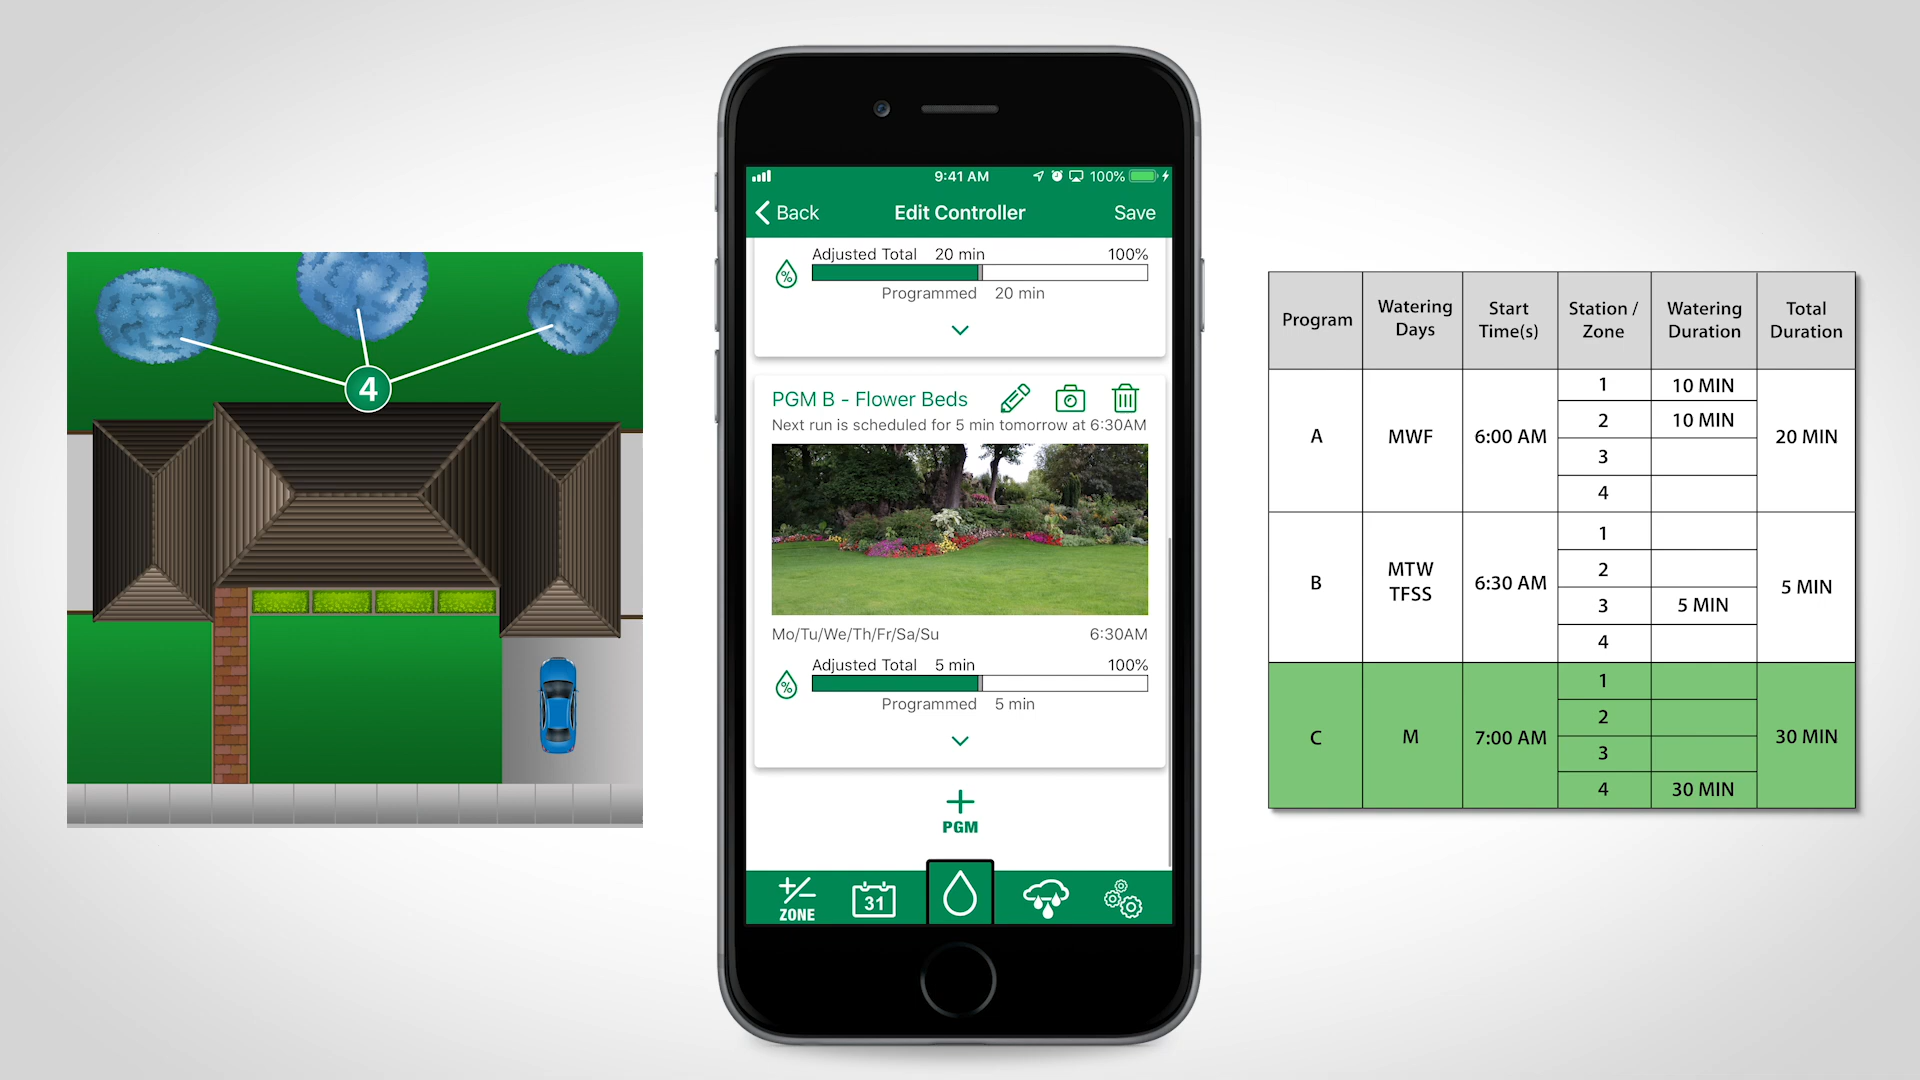 4
9:41 AM
100%
Back
Edit Controller
Save
Adjusted Total 20 min 100%
%
Programmed 20 min
PGM B - Flower Beds
Next run is scheduled for 5 min tomorrow at 6:30AM
Mo/Tu/We/Th/Fr/Sa/Su 6:30AM
Adjusted Total 5 min 100%
%
Programmed 5 min
+
PGM
+/-
ZONE
31
Program
Watering
Days
Start
Time(s)
Station /
Zone
Watering
Duration
Total
Duration
A
MWF
6:00 AM
1 10 MIN
2 10 MIN
3
4
20 MIN
B
MTW
TFSS
6:30 AM
1
2
3 5 MIN
4
5 MIN
C
M
7:00 AM
1
2
3
4 30 MIN
30 MIN